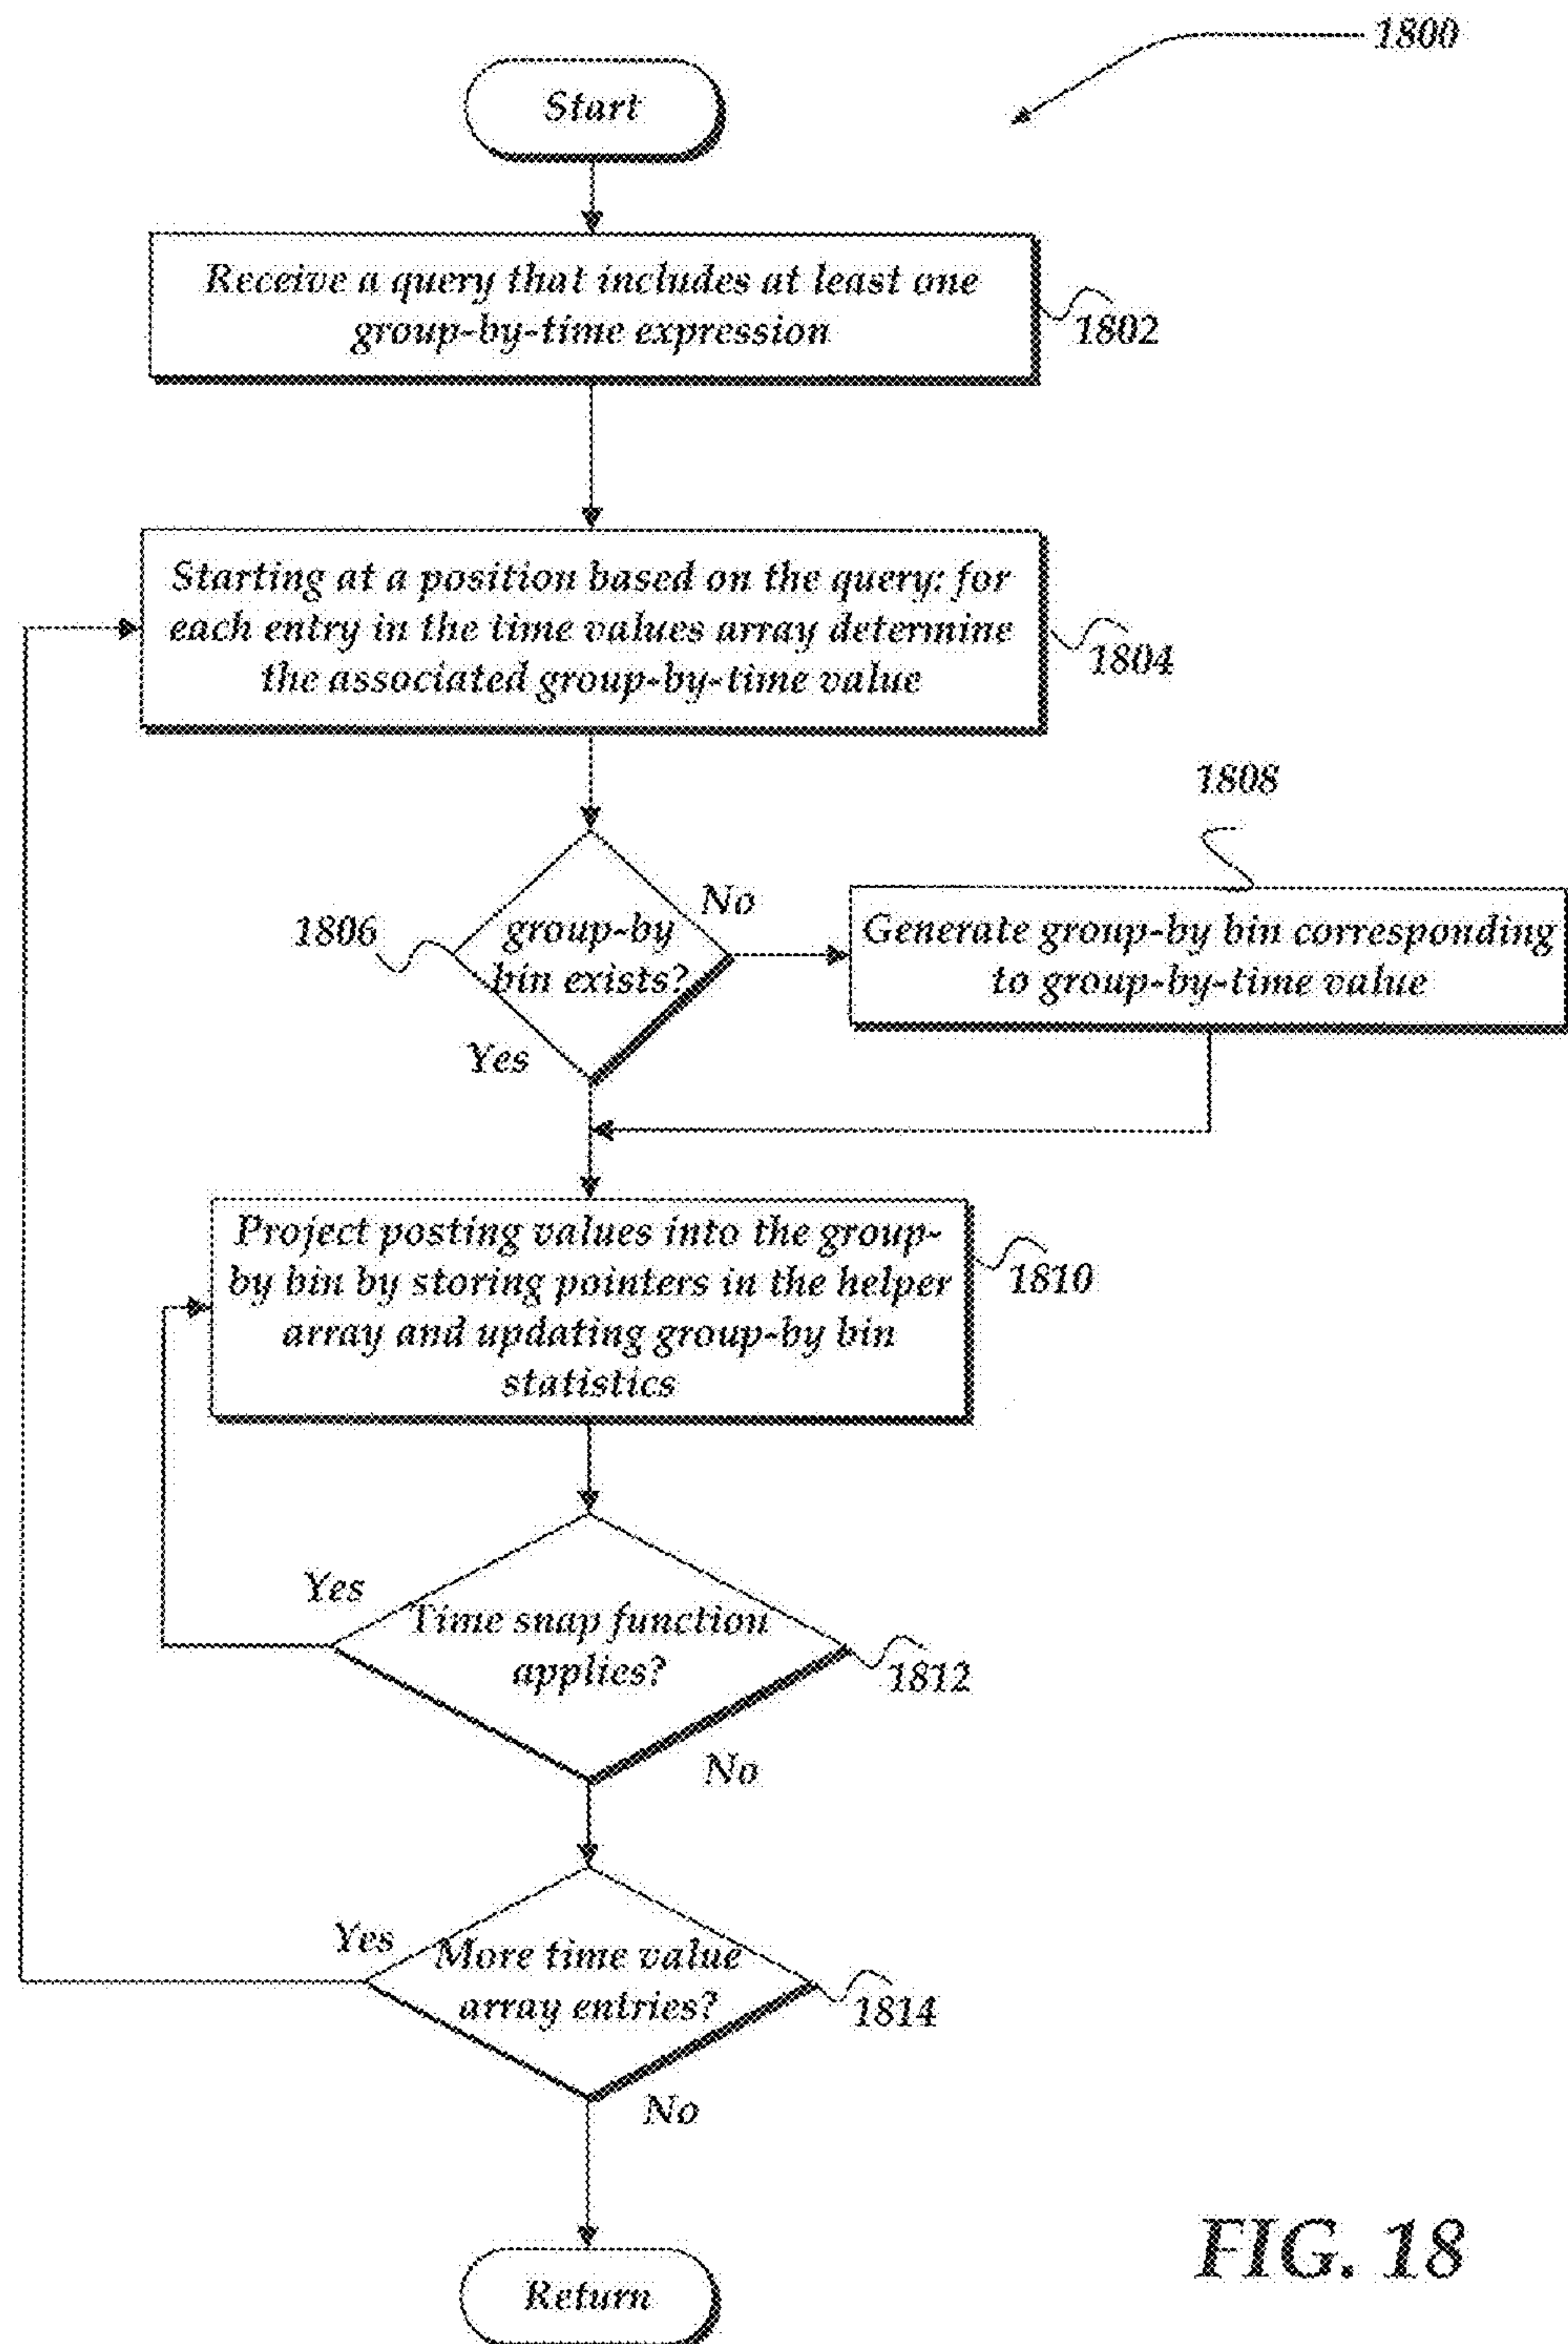 1800
Start
Receive a query that includes at least one
group-by-time expression
1802
Starting at a position based on the query: for
each entry in the time values array determine
the associated group-by-time value
1804
1808
No
1806
group-by
bin exists?
Generate group-by bin corresponding
to group-by-time value
Yes
Project posting values into the group-
by bin by storing pointers in the helper
array and updating group-by bin
statistics
1810
Yes
Time snap function
applies?
1812
No
Yes
More time value
array entries?
1814
No
Return
FIG. 18